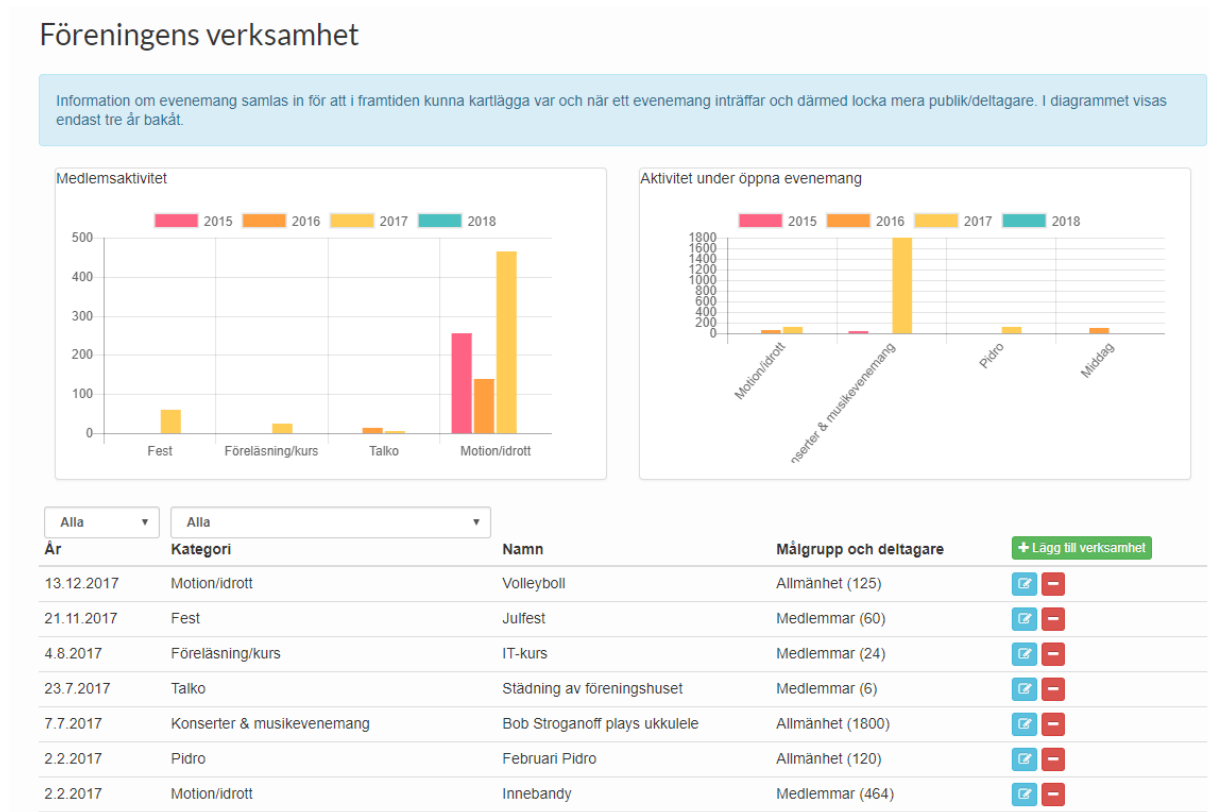 Föreningens verksamhet
Information om evenemang samlas in för att i framtiden kunna kartlägga var och när ett evenemang inträffar och därmed locka mera publik/deltagare. I diagrammet visas
endast tre år bakåt.
Medlemsaktivitet
2015 2016 2017 2018
500
400
300
200
100
0
Fest Föreläsning/kurs Talko Motion/idrott
Aktivitet under öppna evenemang
2015 2016 2017 2018
1800
1600
1400
1200
1000
800
600
400
200
0
Motion/idrott
nserter & musikevenemang
Pidro
Middag
Alla Alla
År Kategori Namn Målgrupp och deltagare Lägg till verksamhet
13.12.2017 Motion/idrott Volleyboll Allmänhet (125)
21.11.2017 Fest Julfest Medlemmar (60)
4.8.2017 Föreläsning/kurs IT-kurs Medlemmar (24)
23.7.2017 Talko Städning av föreningshuset Medlemmar (6)
7.7.2017 Konserter & musikevenemang Bob Stroganoff plays ukkulele Allmänhet (1800)
2.2.2017 Pidro Februari Pidro Allmänhet (120)
2.2.2017 Motion/idrott Innebandy Medlemmar (464)